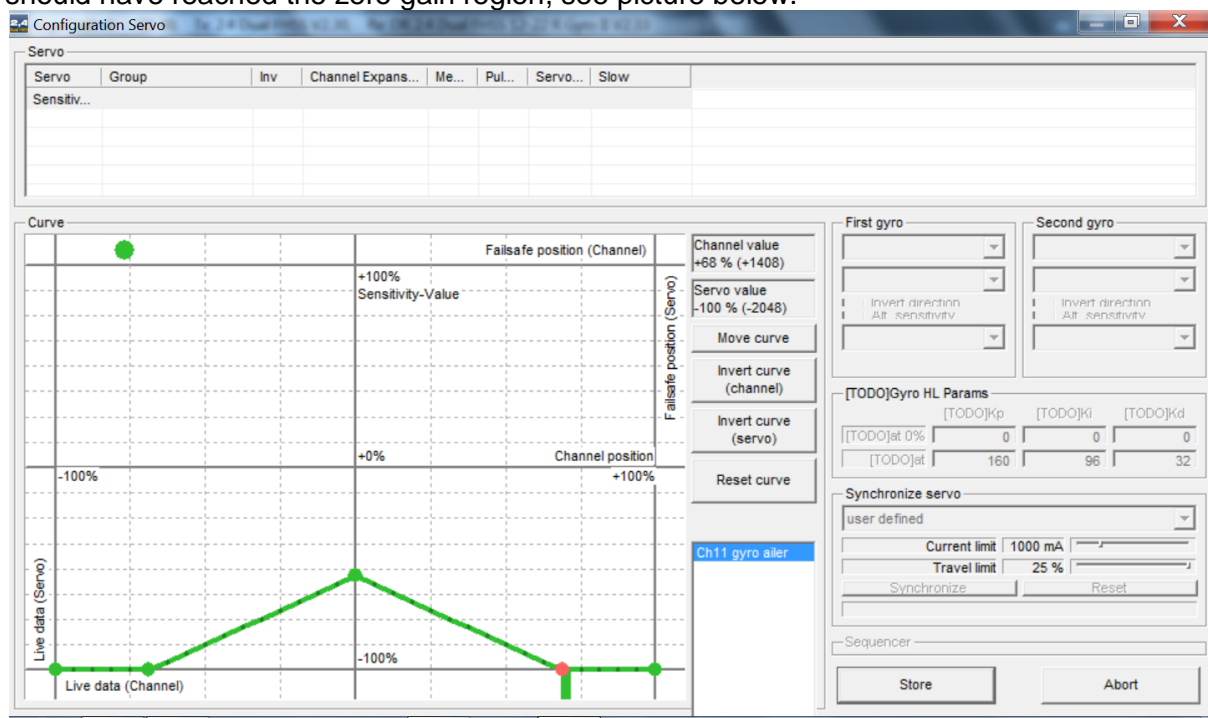 should have reached the zero gain region, see picture below.
2,4 Configuration Servo
Servo
Servo Group Inv Channel Expans... Me... Pul... Servo... Slow
Sensitiv...
Curve
Failsafe position (Channel)
+100%
Sensitivity-Value
Failsafe position (Servo)
+0%
Channel position
-100%
+100%
Live data (Servo)
-100%
Live data (Channel)
Channel value
+68 % (+1408)
Servo value
-100 % (-2048)
Move curve
Invert curve
(channel)
Invert curve
(servo)
Reset curve
Ch11 gyro ailer
First gyro
Invert direction
Alt. sensitivity
Second gyro
Invert direction
Alt. sensitivity
[TODO]Gyro HL Params
[TODO]Kp [TODO]Ki [TODO]Kd
[TODO]at 0% 0 0 0
[TODO]at 160 96 32
Synchronize servo
user defined
Current limit 1000 mA
Travel limit 25 %
Synchronize Reset
Sequencer
Store Abort